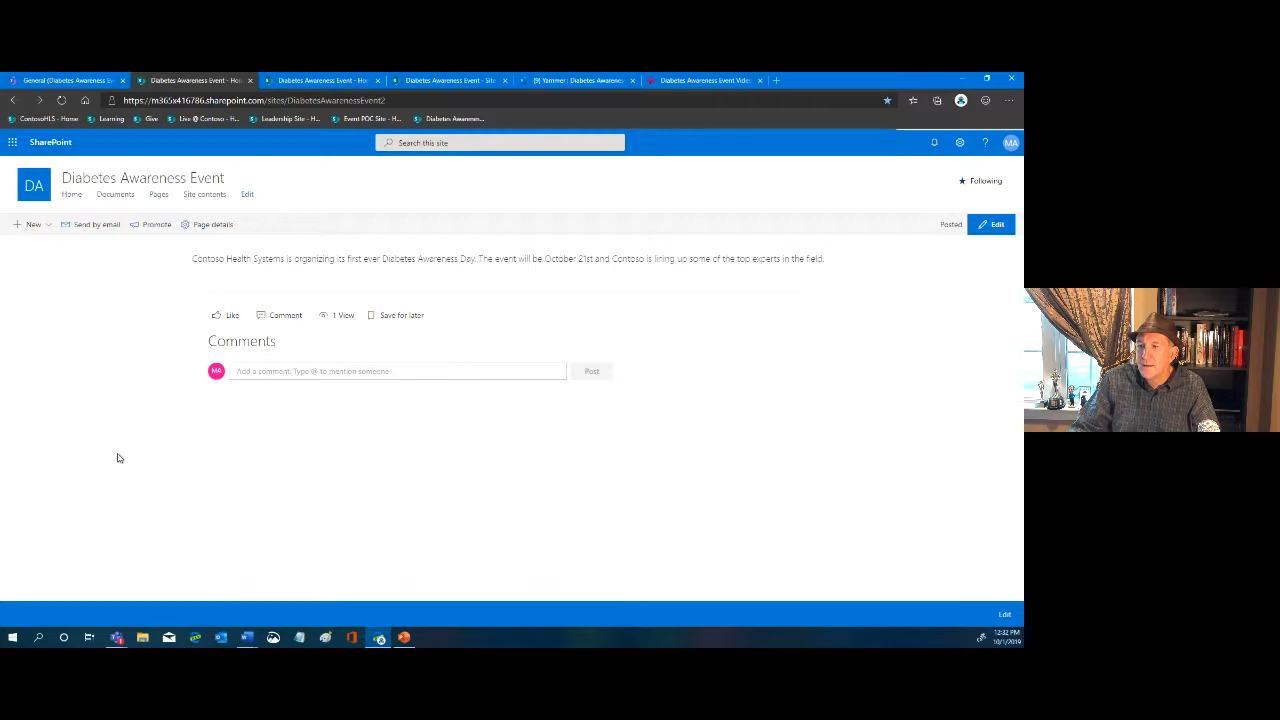 General (Diabetes Awareness E
Diabetes Awareness Event - Ho
Diabetes Awareness Event - Ho
Diabetes Awareness Event - Site
(9) Yammer : Diabetes Awarenes
Diabetes Awareness Event Video
https://m365x416786.sharepoint.com/sites/DiabetesAwarenessEvent2
ContosoHLS - Home
Learning
Give
Live @ Contoso - H...
Leadership Site - H...
Event POC Site - H...
Diabetes Awaren...
SharePoint
Search this site
MA
DA
Diabetes Awareness Event
Home Documents Pages Site contents Edit
Following
New
Send by email
Promote
Page details
Posted
Edit
Contoso Health Systems is organizing its first ever Diabetes Awareness Day. The event will be October 21st and Contoso is lining up some of the top experts in the field.
Like
Comment
1 View
Save for later
Comments
MA
Add a comment. Type @ to mention someone
Post
Edit
12:32 PM
10/1/2019